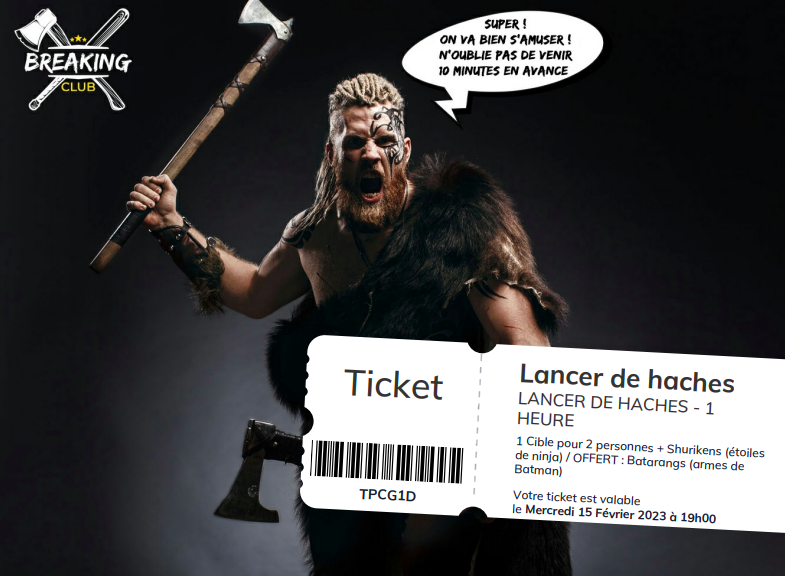 BREAKING
CLUB
SUPER !
ON VA BIEN S'AMUSER !
N'OUBLIE PAS DE VENIR
10 MINUTES EN AVANCE
Ticket
TPCG1D
Lancer de haches
LANCER DE HACHES - 1
HEURE
1 Cible pour 2 personnes + Shurikens (étoiles
de ninja) / OFFERT : Batarangs (armes de
Batman)
Votre ticket est valable
le Mercredi 15 Février 2023 à 19h00